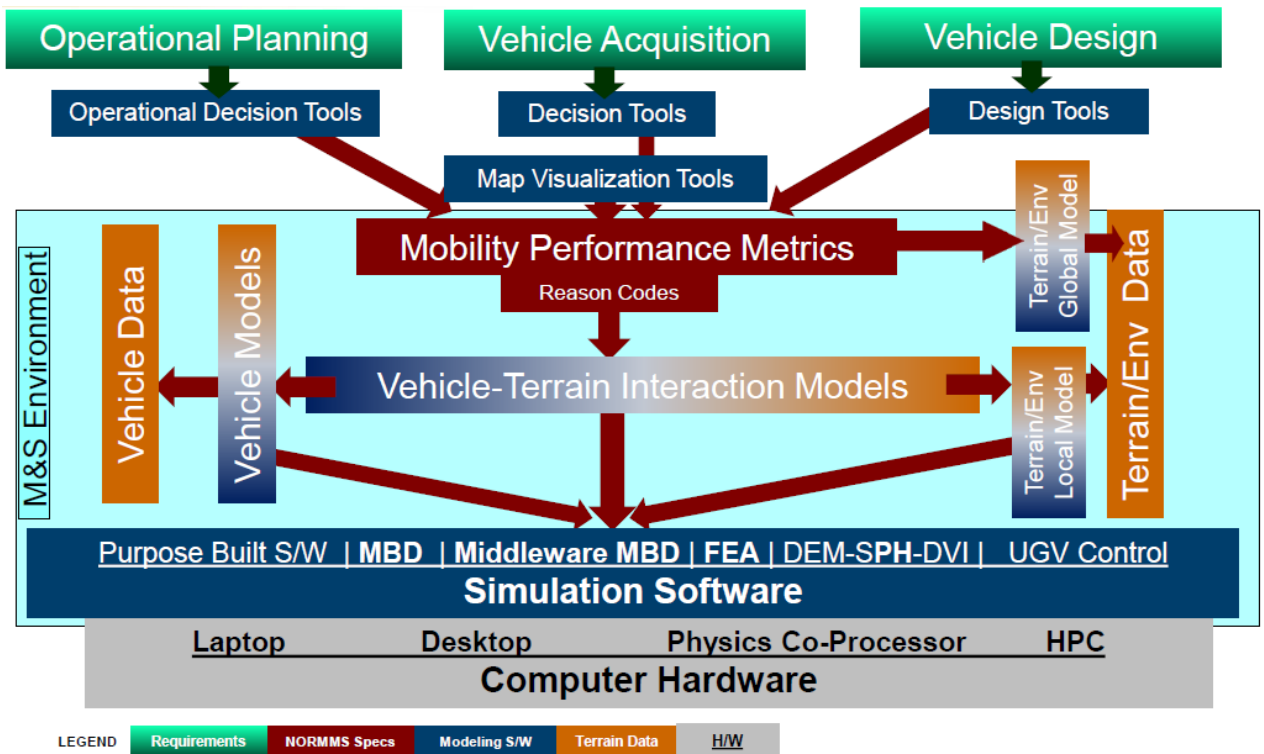 Operational Planning
Vehicle Acquisition
Vehicle Design
Operational Decision Tools
Decision Tools
Design Tools
Map Visualization Tools
M&S Environment
Vehicle Data
Vehicle Models
Mobility Performance Metrics
Reason Codes
Terrain/Env
Global Model
Terrain/Env Data
Vehicle-Terrain Interaction Models
Terrain/Env
Local Model
Purpose Built S/W | MBD | Middleware MBD | FEA | DEM-SPH-DVI | UGV Control
Simulation Software
Laptop Desktop Physics Co-Processor HPC
Computer Hardware
LEGEND Requirements NORMMS Specs Modeling S/W Terrain Data H/W